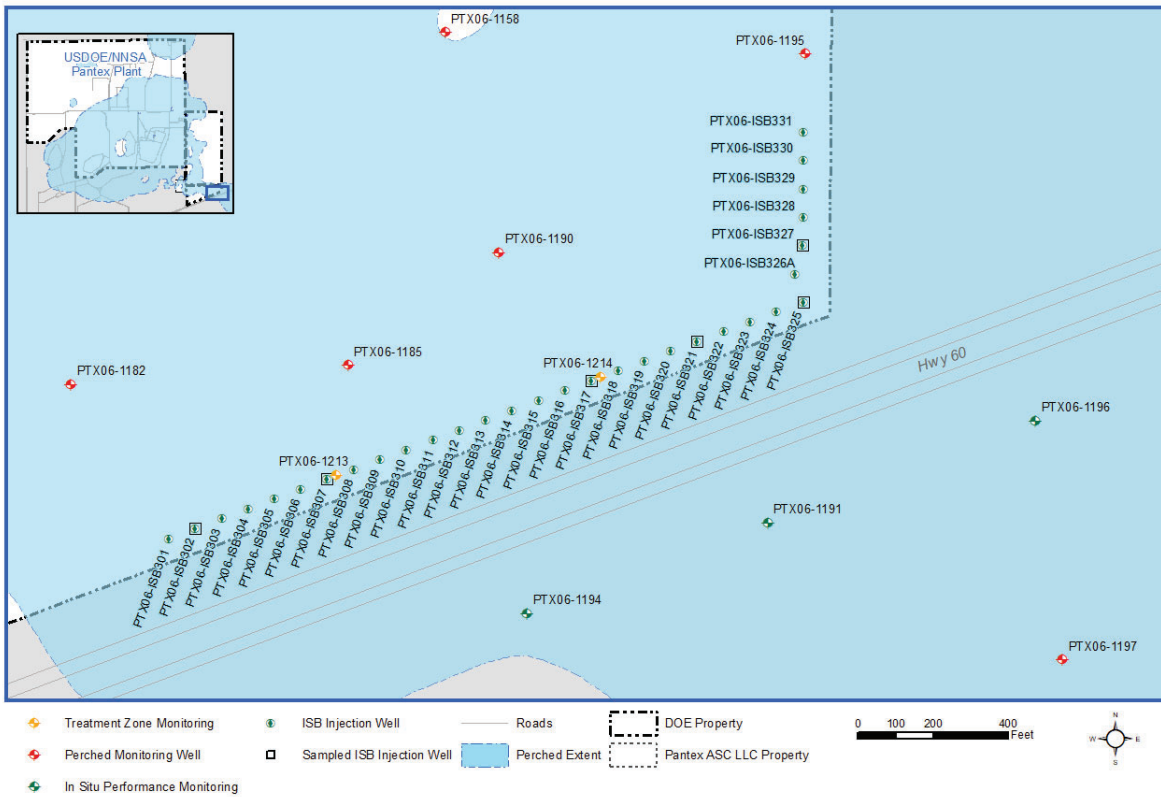 PTX06-1158
PTX06-1195
USDOE/NNSA
Pantex Plant
PTX06-ISB331
PTX06-ISB330
PTX06-ISB329
PTX06-ISB328
PTX06-1190
PTX06-ISB327
PTX06-ISB326A
PTX06-1185
PTX06-1214
PTX06-1182
Hwy 60
PTX06-1196
PTX06-1213
PTX06-ISB301
PTX06-ISB302
PTX06-ISB303
PTX06-ISB304
PTX06-ISB305
PTX06-ISB306
PTX06-ISB307
PTX06-ISB308
PTX06-ISB309
PTX06-ISB310
PTX06-ISB311
PTX06-ISB312
PTX06-ISB313
PTX06-ISB314
PTX06-ISB315
PTX06-ISB316
PTX06-ISB317
PTX06-ISB318
PTX06-ISB319
PTX06-ISB320
PTX06-ISB321
PTX06-ISB322
PTX06-ISB323
PTX06-ISB324
PTX06-ISB325
PTX06-1191
PTX06-1194
PTX06-1197
Treatment Zone Monitoring
ISB Injection Well
Roads
DOE Property
Perched Monitoring Well
Sampled ISB Injection Well
Perched Extent
Pantex ASC LLC Property
In Situ Performance Monitoring
0 100 200 400
Feet
N
W E
S